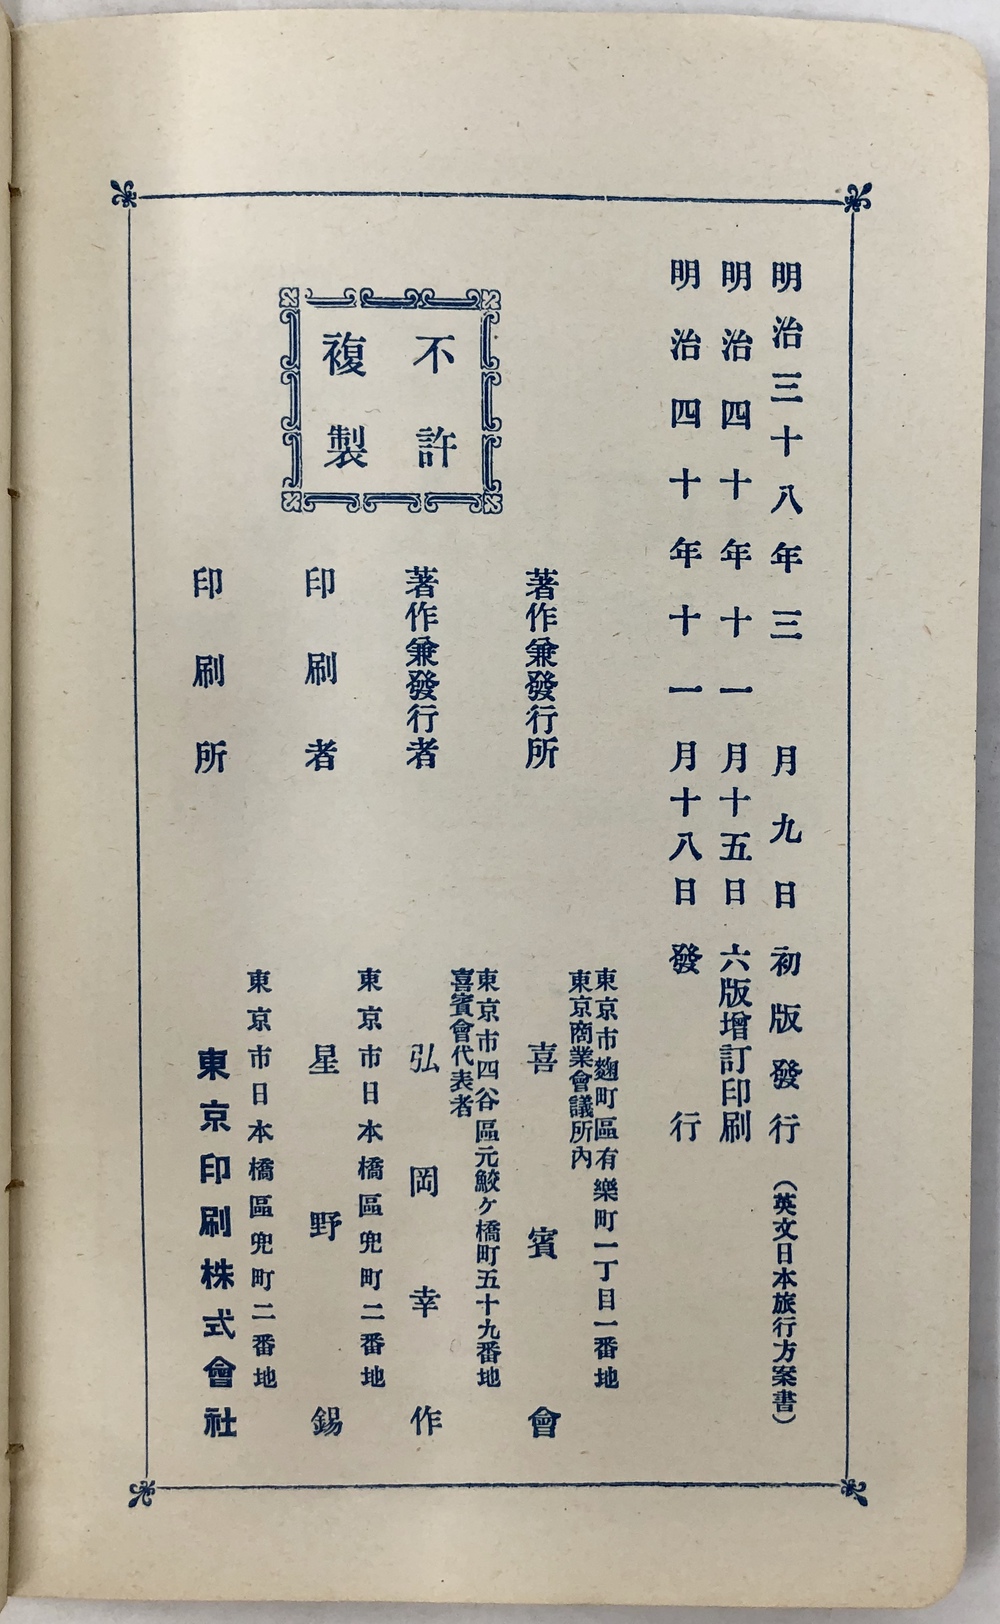 明治三十八年三月九日初版發行（英文日本旅行方案書）
明治四十年十一月十五日六版增訂印刷
明治四十年十一月十八日發行
不許
複製
著作兼發行所
東京市麴町區有樂町一丁目一番地
東京商業會議所內
喜賓會
著作兼發行者
東京市四谷區元鮫ヶ橋町五十九番地
喜賓會代表者
弘岡幸作
印刷者
東京市日本橋區兜町二番地
星野錫
印刷所
東京市日本橋區兜町二番地
東京印刷株式會社